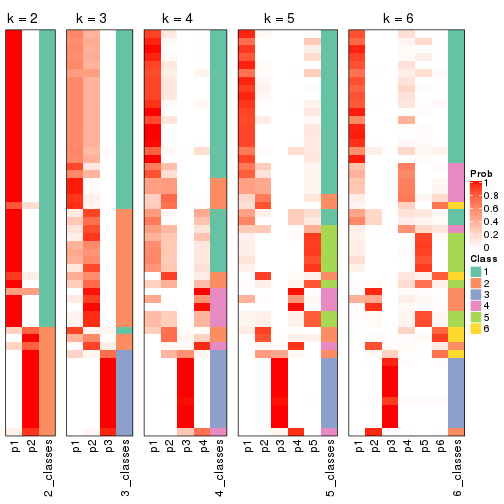 k = 2
k = 3
k = 4
k = 5
k = 6
p1
p2
2_classes
p1
p2
p3
3_classes
p1
p2
p3
p4
4_classes
p1
p2
p3
p4
p5
5_classes
p1
p2
p3
p4
p5
p6
6_classes
Prob
1
0.8
0.6
0.4
0.2
0
Class
1
2
3
4
5
6